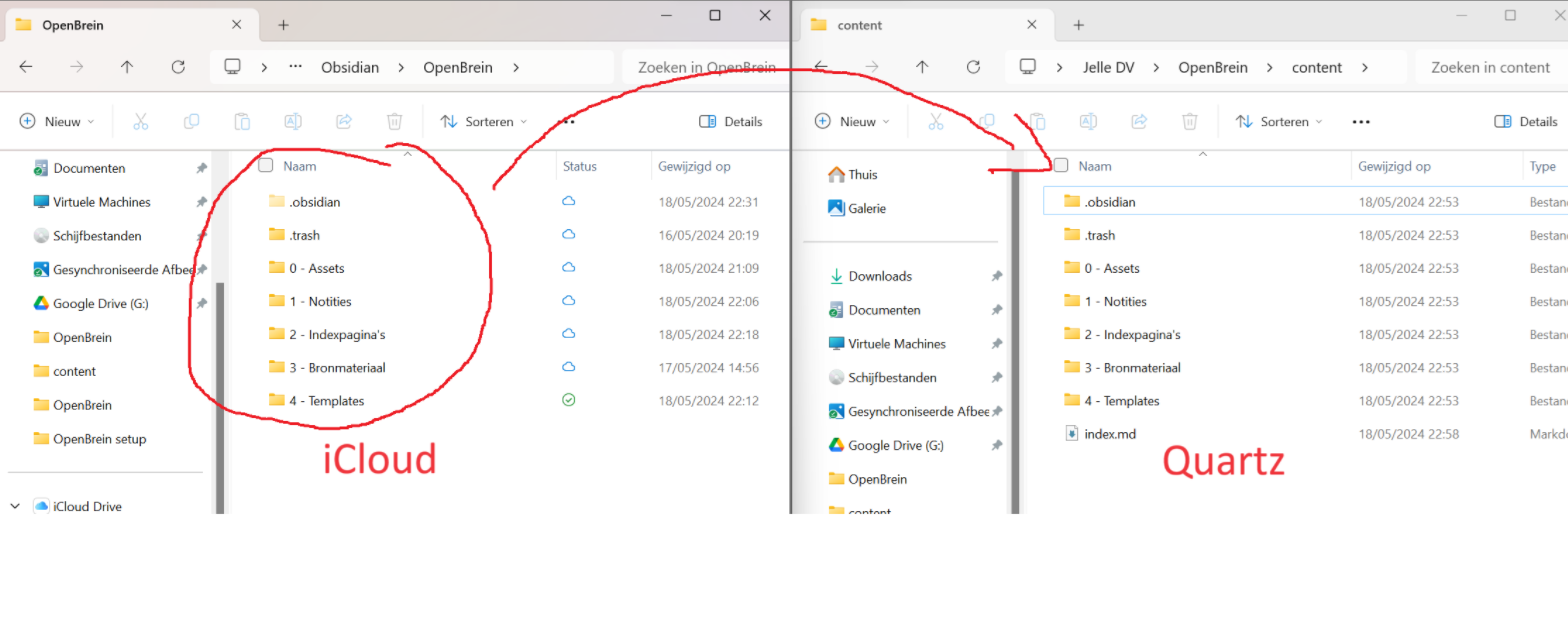 OpenBrein
Obsidian > OpenBrein >
Zoeken in OpenBrein
Nieuw
Sorteren
Details
Documenten
Virtuele Machines
Schijfbestanden
Gesynchroniseerde Afbee
Google Drive (G:)
OpenBrein
content
OpenBrein
OpenBrein setup
iCloud Drive
Naam Status Gewijzigd op
.obsidian 18/05/2024 22:31
.trash 16/05/2024 20:19
0 - Assets 18/05/2024 21:09
1 - Notities 18/05/2024 22:06
2 - Indexpagina's 18/05/2024 22:18
3 - Bronmateriaal 17/05/2024 14:56
4 - Templates 18/05/2024 22:12
iCloud
content
Jelle DV > OpenBrein > content >
Zoeken in content
Nieuw
Sorteren
Details
Thuis
Galerie
Downloads
Documenten
Virtuele Machines
Schijfbestanden
Gesynchroniseerde Afbee
Google Drive (G:)
OpenBrein
content
Naam Gewijzigd op Type
.obsidian 18/05/2024 22:53 Bestan
.trash 18/05/2024 22:53 Bestan
0 - Assets 18/05/2024 22:53 Bestan
1 - Notities 18/05/2024 22:53 Bestan
2 - Indexpagina's 18/05/2024 22:53 Bestan
3 - Bronmateriaal 18/05/2024 22:53 Bestan
4 - Templates 18/05/2024 22:53 Bestan
index.md 18/05/2024 22:58 Markd
Quartz